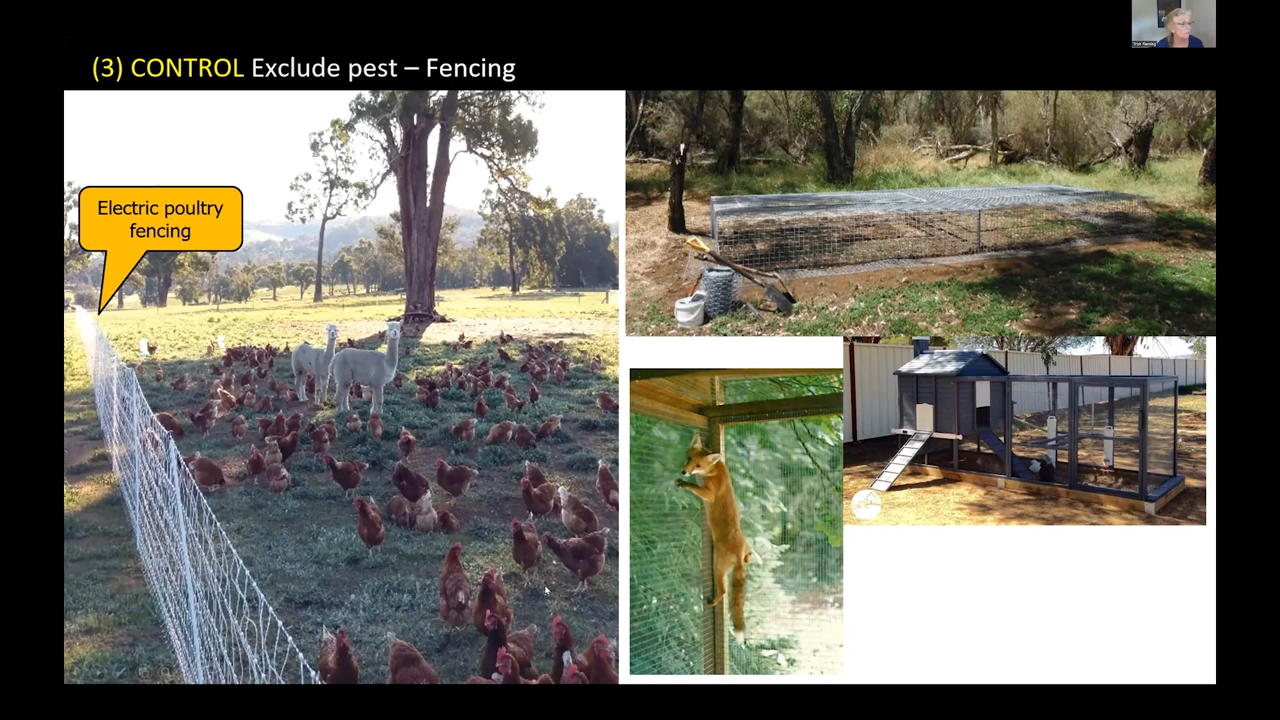 (3) CONTROL Exclude pest – Fencing
Electric poultry
fencing